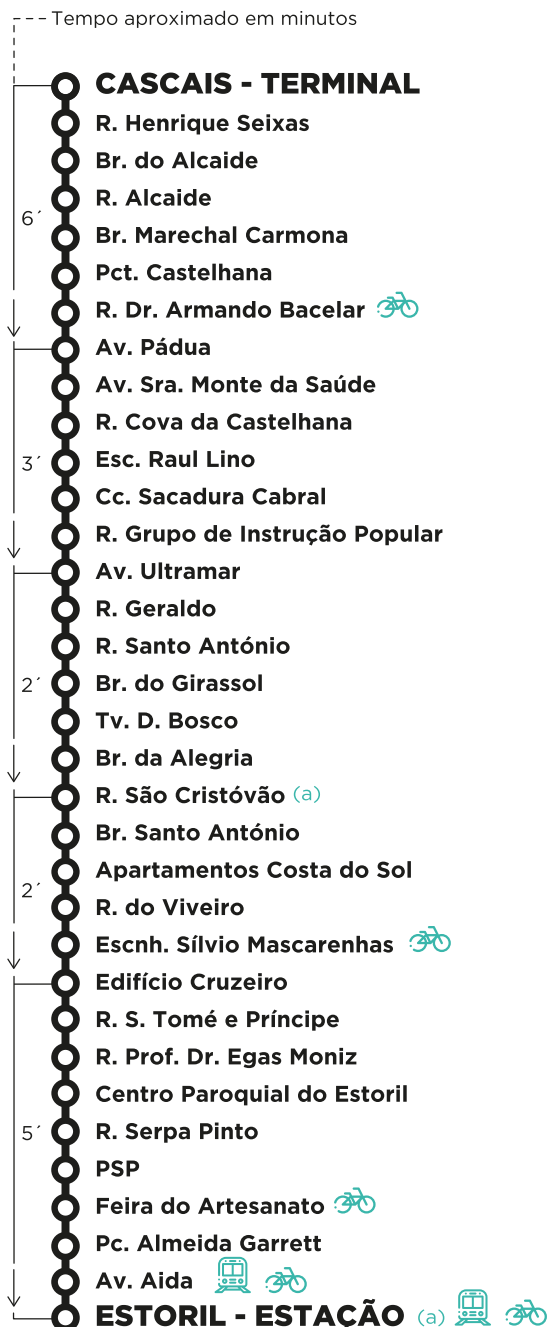 Tempo aproximado em minutos
CASCAIS - TERMINAL
R. Henrique Seixas
Br. do Alcaide
R. Alcaide
6´
Br. Marechal Carmona
Pct. Castelhana
R. Dr. Armando Bacelar
Av. Pádua
Av. Sra. Monte da Saúde
R. Cova da Castelhana
3´
Esc. Raul Lino
Cc. Sacadura Cabral
R. Grupo de Instrução Popular
Av. Ultramar
R. Geraldo
R. Santo António
2´
Br. do Girassol
Tv. D. Bosco
Br. da Alegria
R. São Cristóvão (a)
Br. Santo António
Apartamentos Costa do Sol
2´
R. do Viveiro
Escnh. Sílvio Mascarenhas
Edifício Cruzeiro
R. S. Tomé e Príncipe
R. Prof. Dr. Egas Moniz
Centro Paroquial do Estoril
5´
R. Serpa Pinto
PSP
Feira do Artesanato
Pc. Almeida Garrett
Av. Aida
ESTORIL - ESTAÇÃO (a)